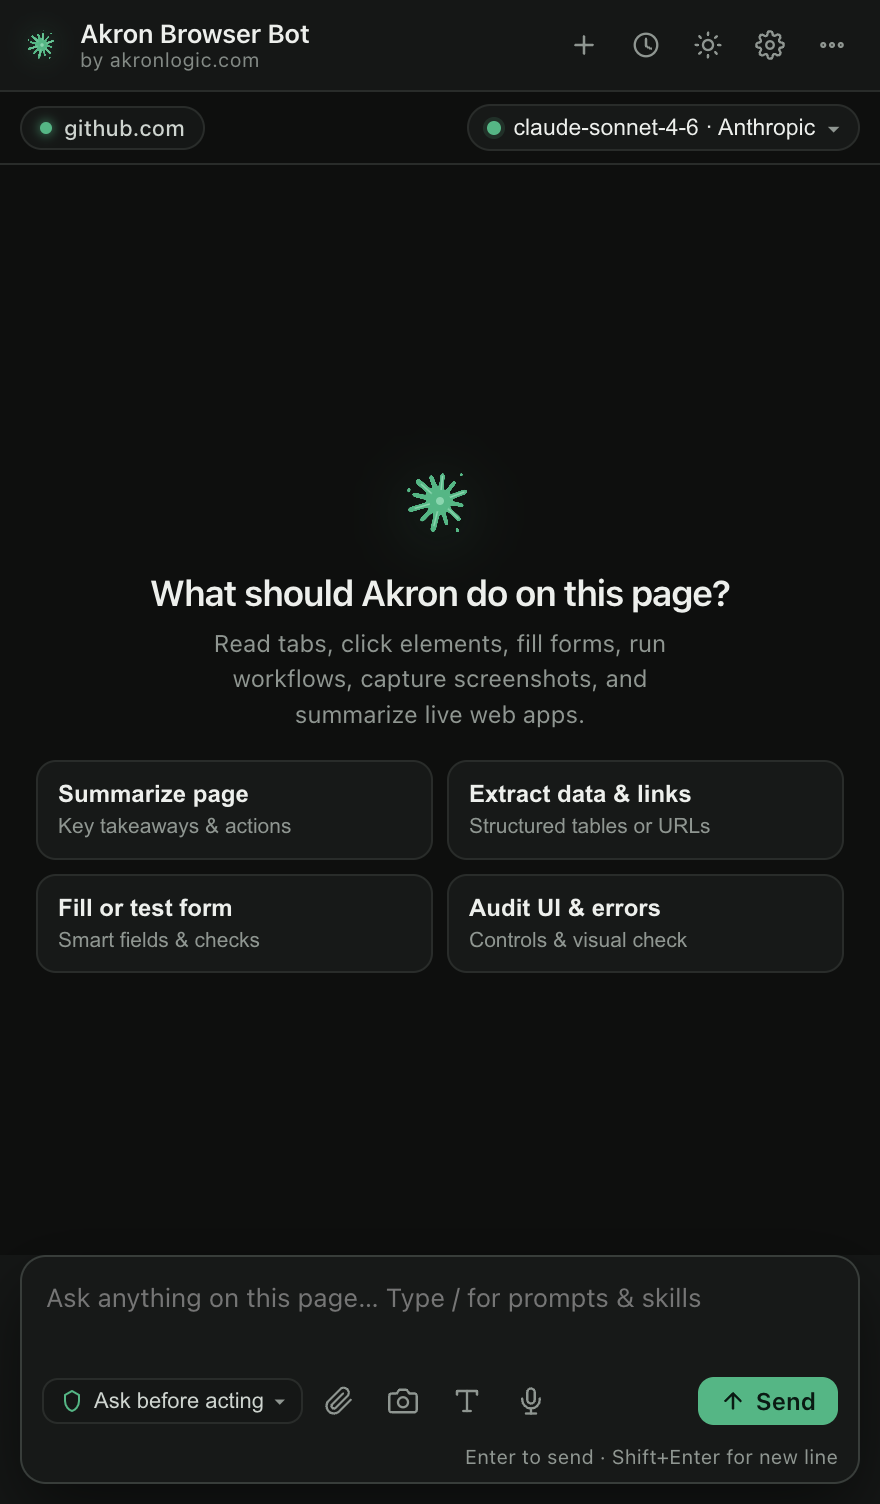 Akron Browser Bot
by akronlogic.com
github.com
claude-sonnet-4-6 · Anthropic
What should Akron do on this page?
Read tabs, click elements, fill forms, run
workflows, capture screenshots, and
summarize live web apps.
Summarize page
Key takeaways & actions
Extract data & links
Structured tables or URLs
Fill or test form
Smart fields & checks
Audit UI & errors
Controls & visual check
Ask anything on this page... Type / for prompts & skills
Ask before acting
Send
Enter to send · Shift+Enter for new line